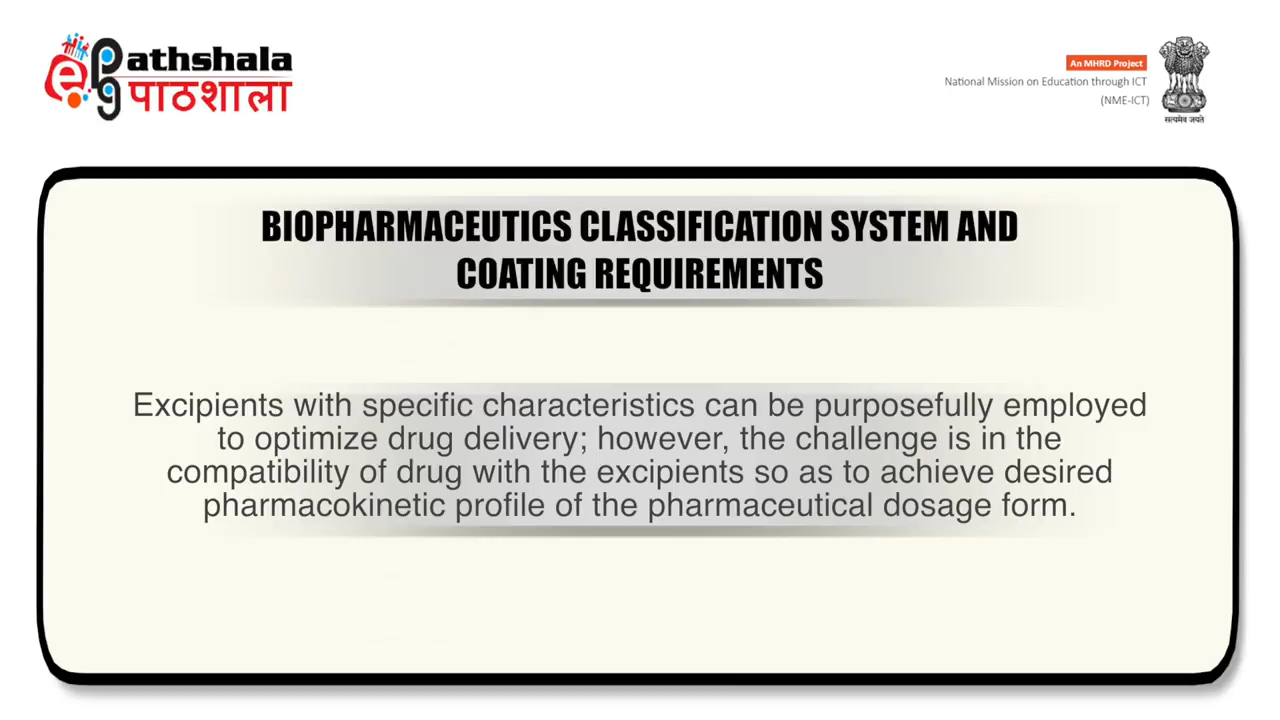 e Pg athshala
पाठशाला
An MHRD Project
National Mission on Education through ICT
(NME-ICT)
सत्यमेव जयते
BIOPHARMACEUTICS CLASSIFICATION SYSTEM AND
COATING REQUIREMENTS
Excipients with specific characteristics can be purposefully employed
to optimize drug delivery; however, the challenge is in the
compatibility of drug with the excipients so as to achieve desired
pharmacokinetic profile of the pharmaceutical dosage form.